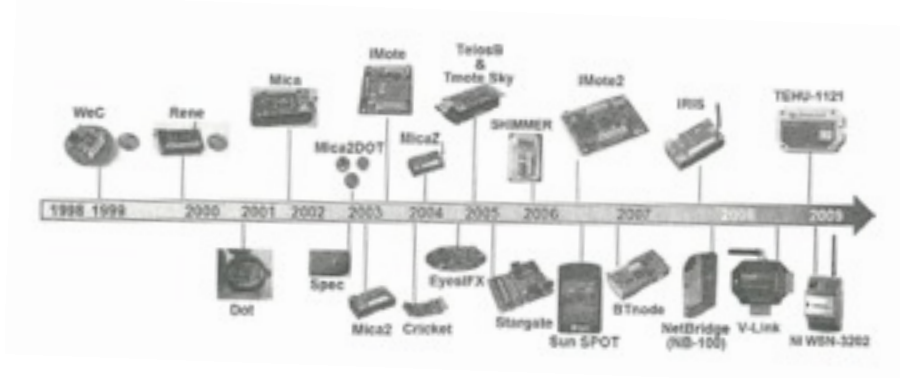 TelosB
IMote
&
Tmote Sky
Mica
IMote2
WeC
Rene
IRIS
TEHU-1121
Mica2DOT
MicaZ
SHIMMER
1998 1999 2000 2001 2002 2003 2004 2005 2006 2007 2008 2009
Dot
Spec
EyesIFX
Mica2
Cricket
Stargate
Sun SPOT
BTnode
NetBridge
(NB-100)
V-Link
NI WSN-3202